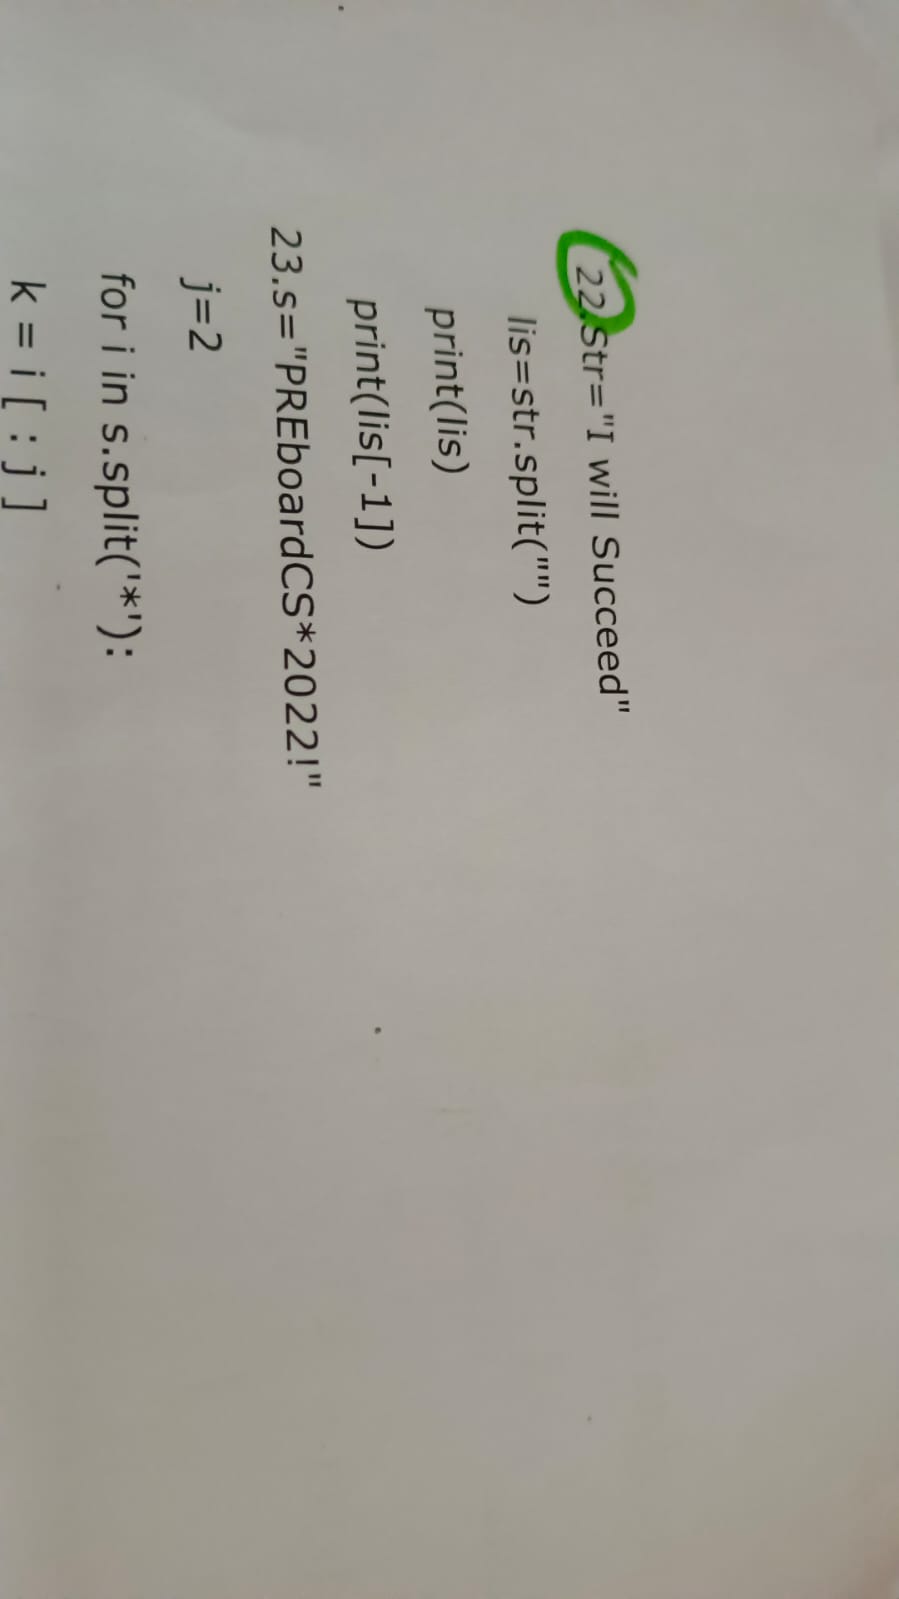 22.Str="I will Succeed"
lis=str.split("")
print(lis)
print(lis[-1])
23.s="PREboardCS*2022!"
j=2
for i in s.split('*'):
k = i [ : j ]